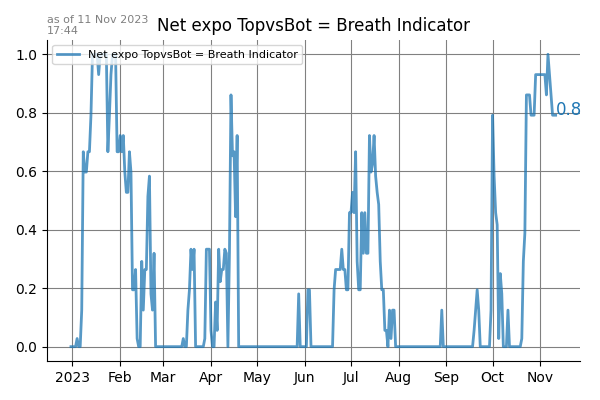 as of 11 Nov 2023
17:44
Net expo TopvsBot = Breath Indicator
Net expo TopvsBot = Breath Indicator
1.0
0.8
0.8
0.6
0.4
0.2
0.0
2023 Feb Mar Apr May Jun Jul Aug Sep Oct Nov